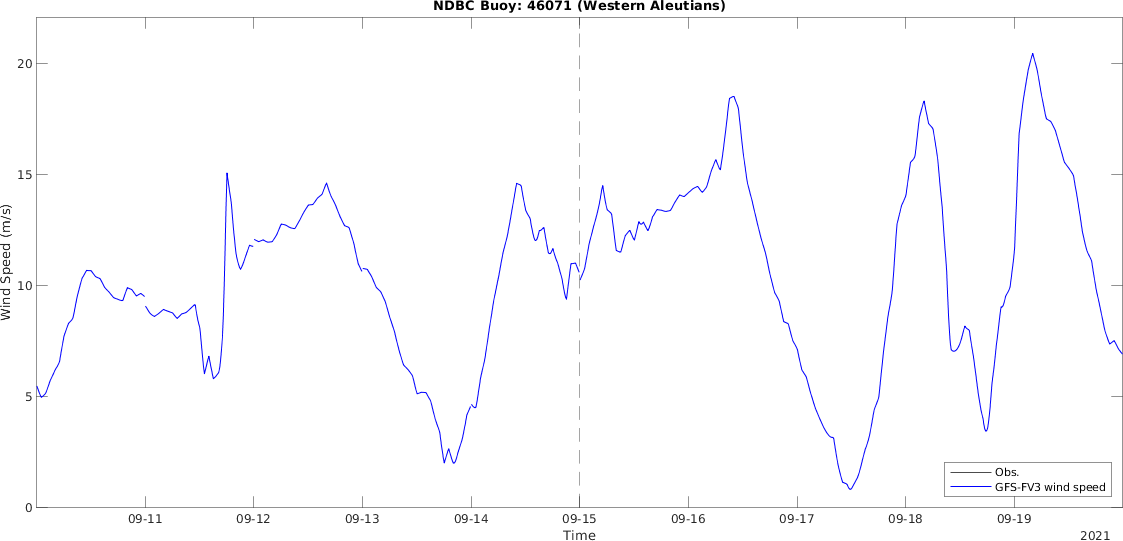 NDBC Buoy: 46071 (Western Aleutians)
20
15
10
5
0
Wind Speed (m/s)
09-11 09-12 09-13 09-14 09-15 09-16 09-17 09-18 09-19
Time
2021
Obs.
GFS-FV3 wind speed